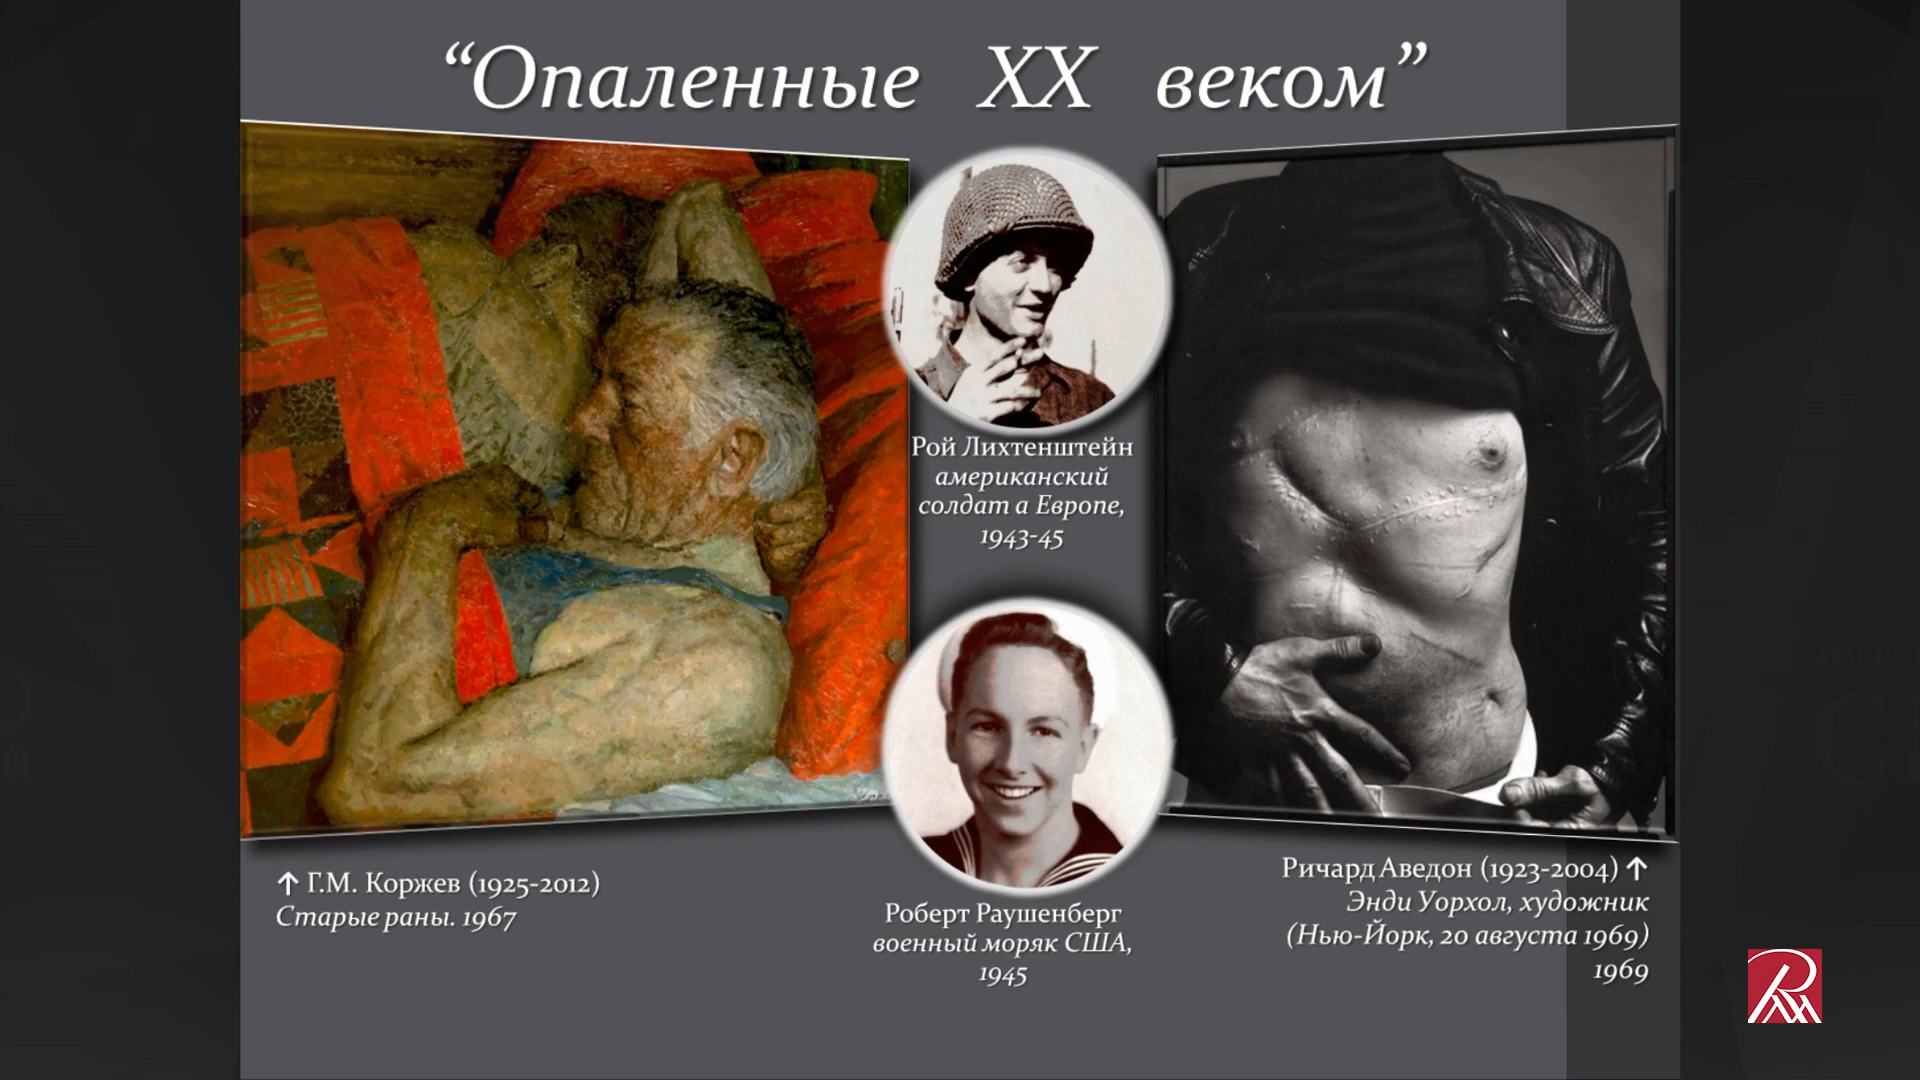 “Опаленные XX веком”
Рой Лихтенштейн
американский
солдат а Европе,
1943-45
↑ Г.М. Коржев (1925-2012)
Старые раны. 1967
Роберт Раушенберг
военный моряк США,
1945
Ричард Аведон (1923-2004) ↑
Энди Уорхол, художник
(Нью-Йорк, 20 августа 1969)
1969